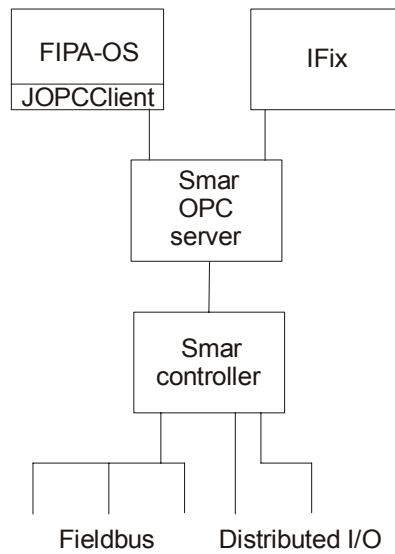 FIPA-OS
IFix
JOPCClient
Smar
OPC
server
Smar
controller
Fieldbus
Distributed I/O